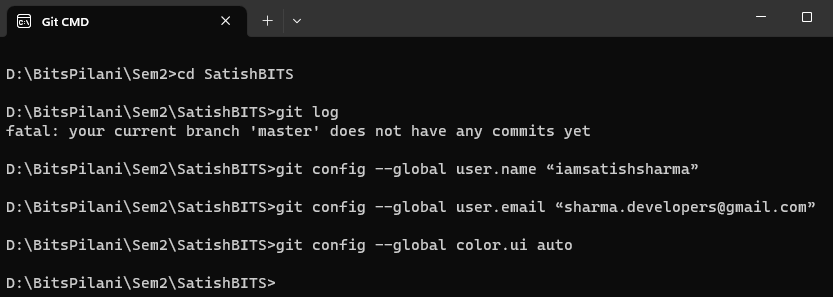 Git CMD
D:\BitsPilani\Sem2>cd SatishBITS
D:\BitsPilani\Sem2\SatishBITS>git log
fatal: your current branch 'master' does not have any commits yet
D:\BitsPilani\Sem2\SatishBITS>git config --global user.name “iamsatishsharma”
D:\BitsPilani\Sem2\SatishBITS>git config --global user.email “sharma.developers@gmail.com”
D:\BitsPilani\Sem2\SatishBITS>git config --global color.ui auto
D:\BitsPilani\Sem2\SatishBITS>